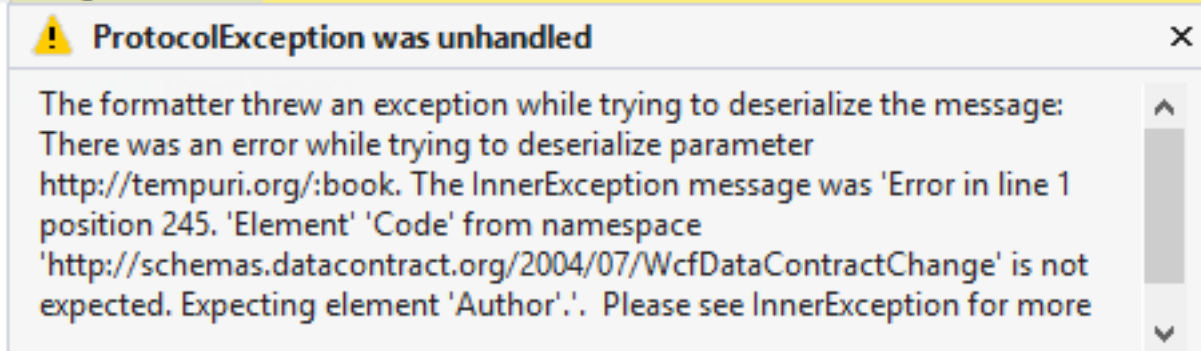 ProtocolException was unhandled
The formatter threw an exception while trying to deserialize the message:
There was an error while trying to deserialize parameter
http://tempuri.org/:book. The InnerException message was 'Error in line 1
position 245. 'Element' 'Code' from namespace
'http://schemas.datacontract.org/2004/07/WcfDataContractChange' is not
expected. Expecting element 'Author'.'.  Please see InnerException for more